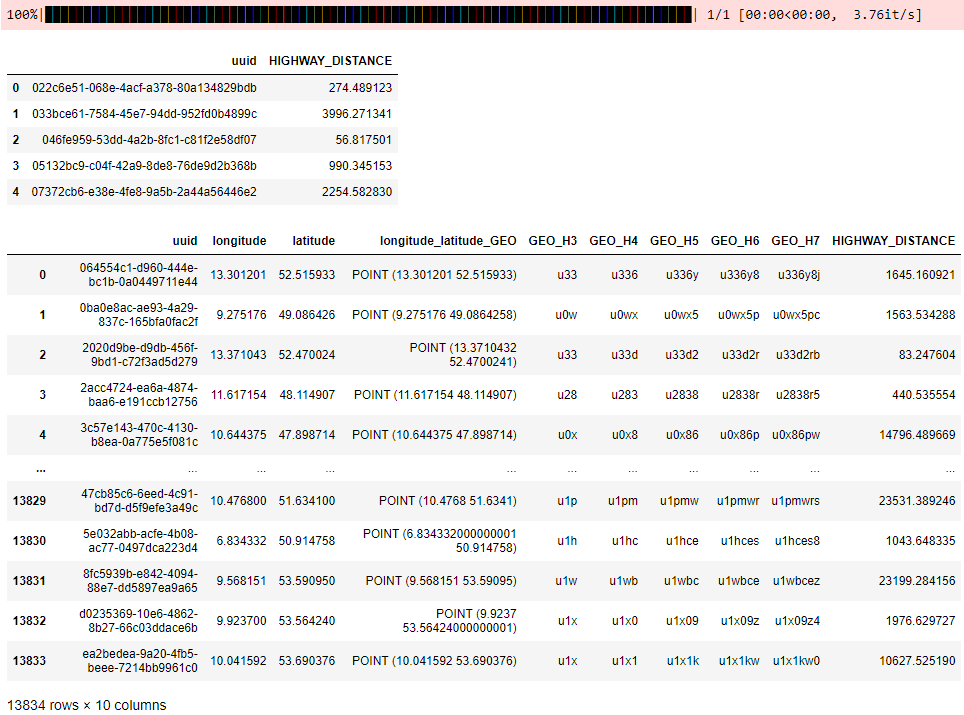 100%| | 1/1 [00:00<00:00, 3.76it/s]
uuid HIGHWAY_DISTANCE
0 022c6e51-068e-4acf-a378-80a134829bdb 274.489123
1 033bce61-7584-45e7-94dd-952fd0b4899c 3996.271341
2 046fe959-53dd-4a2b-8fc1-c81f2e58df07 56.817501
3 05132bc9-c04f-42a9-8de8-76de9d2b368b 990.345153
4 07372cb6-e38e-4fe8-9a5b-2a44a56446e2 2254.582830
uuid longitude latitude longitude_latitude_GEO GEO_H3 GEO_H4 GEO_H5 GEO_H6 GEO_H7 HIGHWAY_DISTANCE
064554c1-d960-444e-
0 bc1b-0a0449711e44 13.301201 52.515933 POINT (13.301201 52.515933) u33 u336 u336y u336y8 u336y8j 1645.160921
0ba0e8ac-ae93-4a29-
1 837c-165bfa0fac2f 9.275176 49.086426 POINT (9.275176 49.0864258) u0w u0wx u0wx5 u0wx5p u0wx5pc 1563.534288
2020d9be-d9db-456f- POINT (13.3710432
2 9bd1-c72f3ad5d279 13.371043 52.470024 52.4700241) u33 u33d u33d2 u33d2r u33d2rb 83.247604
2acc4724-ea6a-4874-
3 baa6-e191ccb12756 11.617154 48.114907 POINT (11.617154 48.114907) u28 u283 u2838 u2838r u2838r5 440.535554
3c57e143-470c-4130-
4 b8ea-0a775e5f081c 10.644375 47.898714 POINT (10.644375 47.898714) u0x u0x8 u0x86 u0x86p u0x86pw 14796.489669
... ... ... ... ... ... ... ... ... ... ...
47cb85c6-6eed-4c91-
13829 bd7d-d5f9efe3a49c 10.476800 51.634100 POINT (10.4768 51.6341) u1p u1pm u1pmw u1pmwr u1pmwrs 23531.389246
5e032abb-acfe-4b08- POINT (6.834332000000001
13830 ac77-0497dca223d4 6.834332 50.914758 50.914758) u1h u1hc u1hce u1hces u1hces8 1043.648335
8fc5939b-e842-4094-
13831 88e7-dd5897ea9a65 9.568151 53.590950 POINT (9.568151 53.59095) u1w u1wb u1wbc u1wbce u1wbcez 23199.284156
d0235369-10e6-4862- POINT (9.9237
13832 8b27-66c03ddace6b 9.923700 53.564240 53.56424000000001) u1x u1x0 u1x09 u1x09z u1x09z4 1976.629727
ea2bedea-9a20-4fb5-
13833 beee-7214bb9961c0 10.041592 53.690376 POINT (10.041592 53.690376) u1x u1x1 u1x1k u1x1kw u1x1kw0 10627.525190
13834 rows × 10 columns